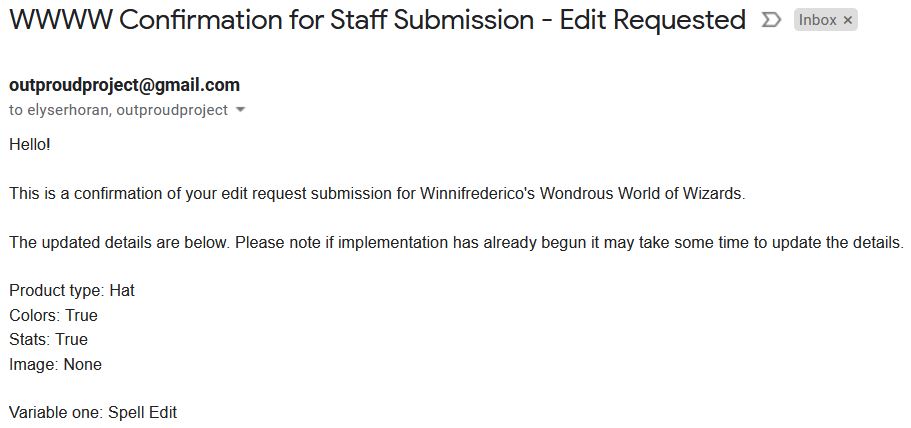 WWWW Confirmation for Staff Submission - Edit Requested Inbox ×
outproudproject@gmail.com
to elyserhoran, outproudproject
Hello!
This is a confirmation of your edit request submission for Winnifrederico's Wondrous World of Wizards.
The updated details are below. Please note if implementation has already begun it may take some time to update the details.
Product type: Hat
Colors: True
Stats: True
Image: None
Variable one: Spell Edit